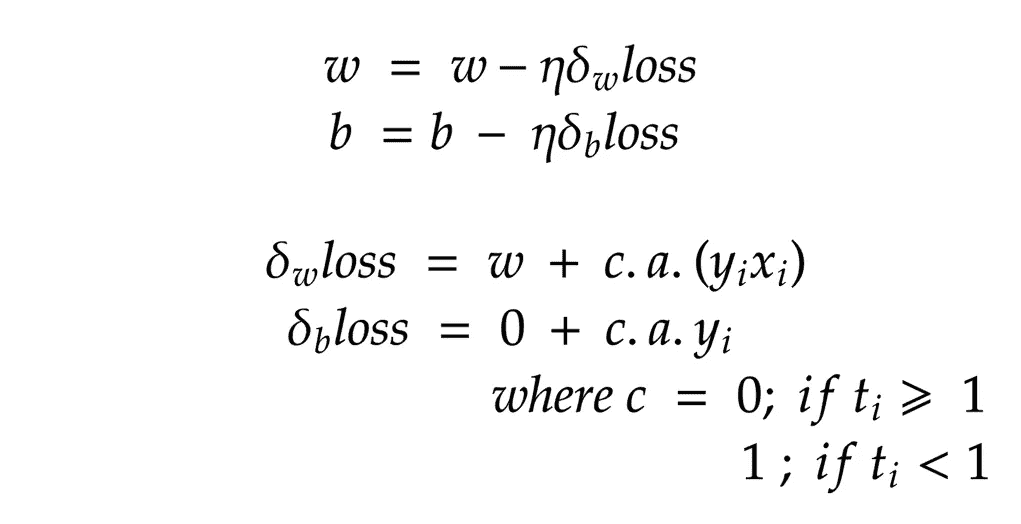 w = w − ηδ_w loss
b = b − ηδ_b loss
δ_w loss = w + c.a.(y_i x_i)
δ_b loss = 0 + c.a.y_i
where c = 0; if t_i ⩾ 1
1 ; if t_i < 1